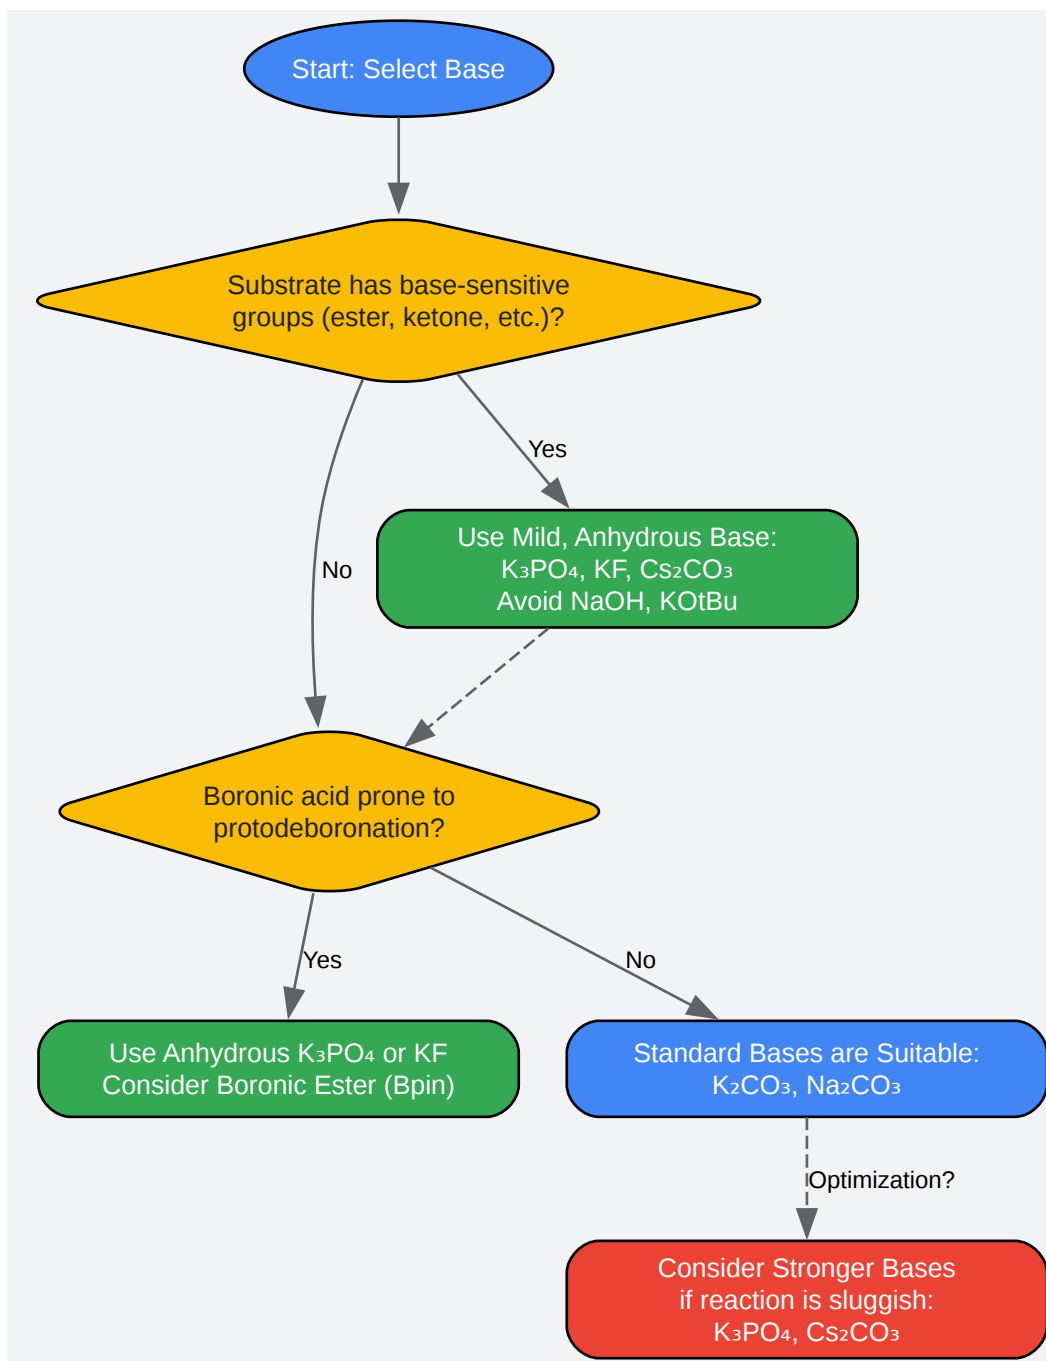 Start: Select Base
Substrate has base-sensitive
groups (ester, ketone, etc.)?
Yes
Use Mild, Anhydrous Base:
K₃PO₄, KF, Cs₂CO₃
Avoid NaOH, KOtBu
No
Boronic acid prone to
protodeboronation?
Yes
No
Use Anhydrous K₃PO₄ or KF
Consider Boronic Ester (Bpin)
Standard Bases are Suitable:
K₂CO₃, Na₂CO₃
Optimization?
Consider Stronger Bases
if reaction is sluggish:
K₃PO₄, Cs₂CO₃